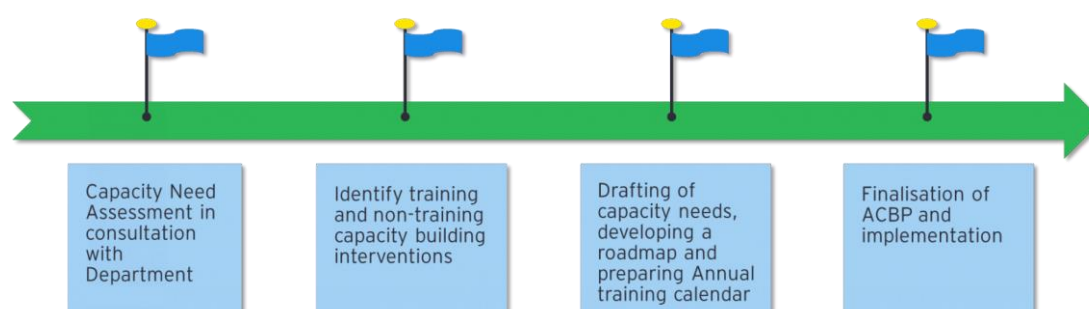 Capacity Need
Assessment in
consultation
with
Department
Identify training
and non-training
capacity building
interventions
Drafting of
capacity needs,
developing a
roadmap and
preparing Annual
training calendar
Finalisation of
ACBP and
implementation